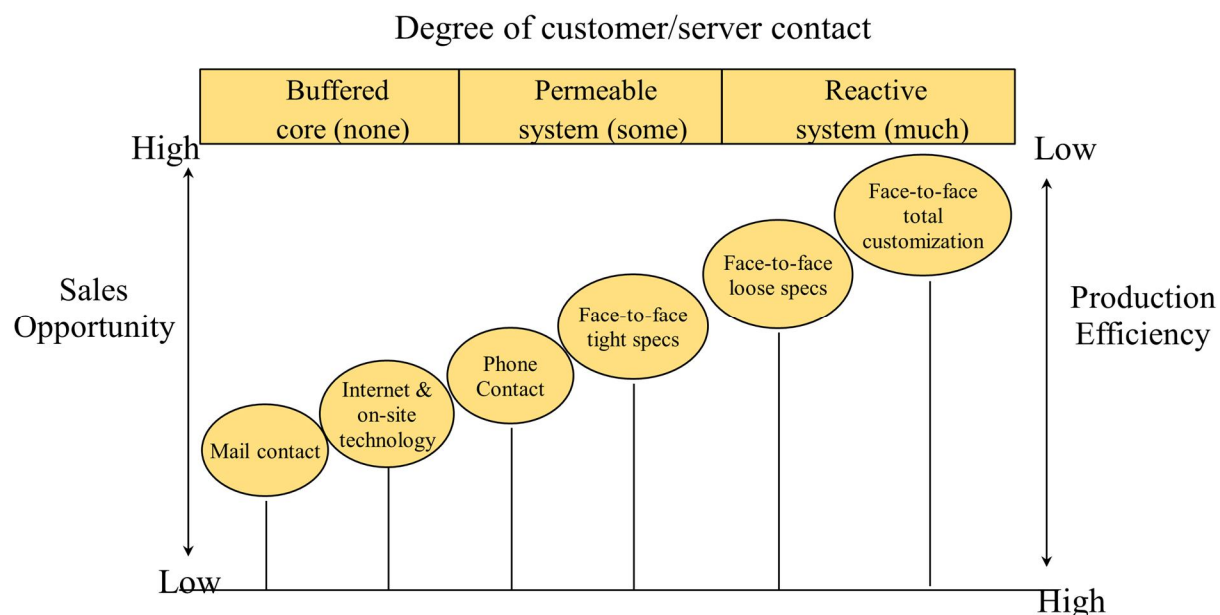 Degree of customer/server contact
Buffered
core (none)
Permeable
system (some)
Reactive
system (much)
High
Low
Face-to-face
total
customization
Face-to-face
loose specs
Sales
Opportunity
Production
Efficiency
Face-to-face
tight specs
Phone
Contact
Internet &
on-site
technology
Mail contact
Low
High